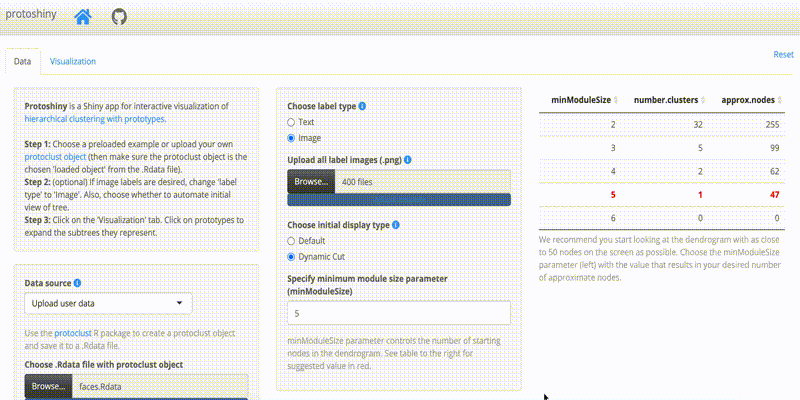 protoshiny
Data
Visualization
Reset
Protoshiny is a Shiny app for interactive visualization of
hierarchical clustering with prototypes.
Step 1: Choose a preloaded example or upload your own
protoclust object (then make sure the protoclust object is the
chosen 'loaded object' from the .Rdata file).
Step 2: (optional) If image labels are desired, change 'label
type' to 'Image'. Also, choose whether to automate initial
view of tree.
Step 3: Click on the 'Visualization' tab. Click on prototypes to
expand the subtrees they represent.
Data source
Upload user data
Use the protoclust R package to create a protoclust object
and save it to a .Rdata file.
Choose .Rdata file with protoclust object
Browse... faces.Rdata
Choose label type
Text
Image
Upload all label images (.png)
Browse... 400 files
Upload complete
Choose initial display type
Default
Dynamic Cut
Specify minimum module size parameter
(minModuleSize)
5
minModuleSize parameter controls the number of starting
nodes in the dendrogram. See table to the right for
suggested value in red.
minModuleSize number.clusters approx.nodes
2 32 255
3 5 99
4 2 62
5 1 47
6 0 0
We recommend you start looking at the dendrogram with as close
to 50 nodes on the screen as possible. Choose the minModuleSize
parameter (left) with the value that results in your desired number
of approximate nodes.